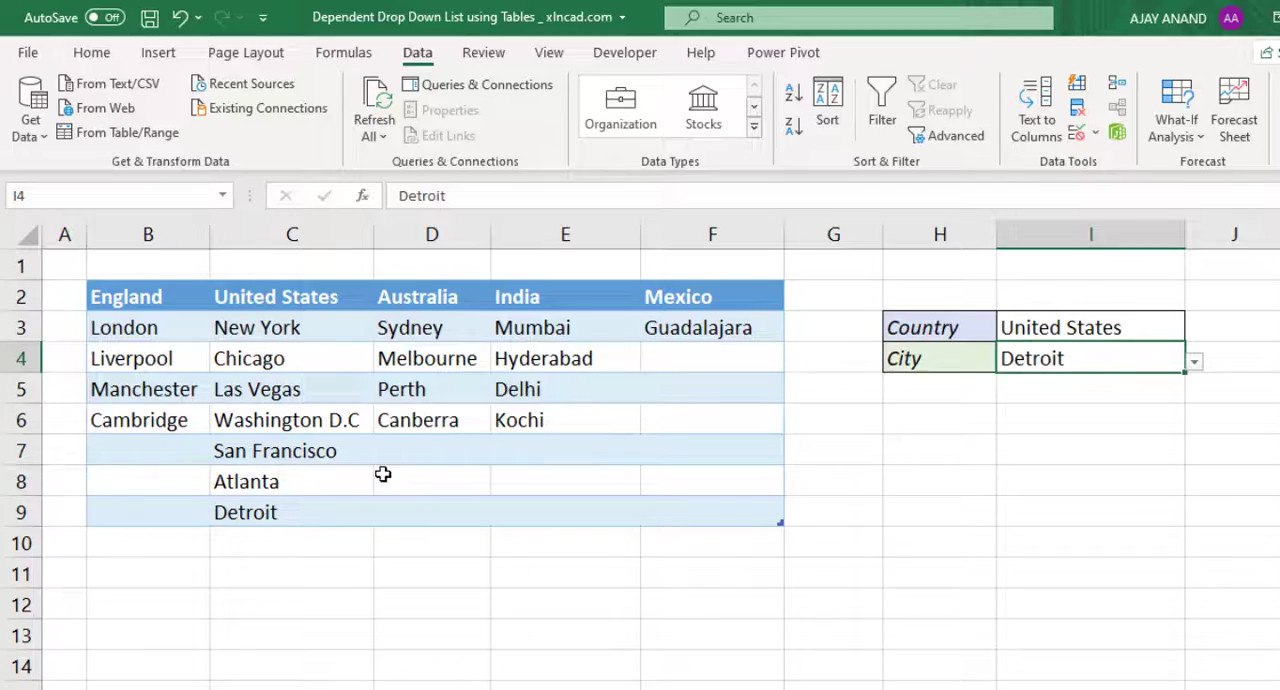 AutoSave Off Dependent Drop Down List using Tables _ xlncad.com Search AJAY ANAND AA
File Home Insert Page Layout Formulas Data Review View Developer Help Power Pivot
Get Data
From Text/CSV
From Web
From Table/Range
Recent Sources
Existing Connections
Get & Transform Data
Refresh All
Queries & Connections
Properties
Edit Links
Queries & Connections
Organization Stocks
Data Types
Sort
Filter
Clear
Reapply
Advanced
Sort & Filter
Text to Columns
Data Tools
What-If Analysis
Forecast Sheet
Forecast
I4 fx Detroit
A B C D E F G H I J
1
2 England United States Australia India Mexico
3 London New York Sydney Mumbai Guadalajara Country United States
4 Liverpool Chicago Melbourne Hyderabad City Detroit
5 Manchester Las Vegas Perth Delhi
6 Cambridge Washington D.C Canberra Kochi
7 San Francisco
8 Atlanta
9 Detroit
10
11
12
13
14